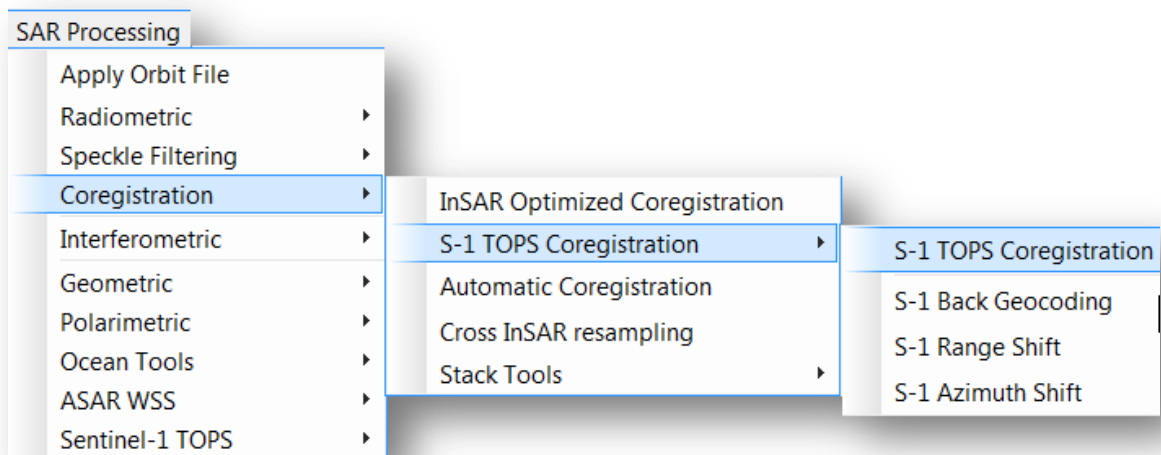 SAR Processing
Apply Orbit File
Radiometric
Speckle Filtering
Coregistration
Interferometric
Geometric
Polarimetric
Ocean Tools
ASAR WSS
Sentinel-1 TOPS
InSAR Optimized Coregistration
S-1 TOPS Coregistration
Automatic Coregistration
Cross InSAR resampling
Stack Tools
S-1 TOPS Coregistration
S-1 Back Geocoding
S-1 Range Shift
S-1 Azimuth Shift